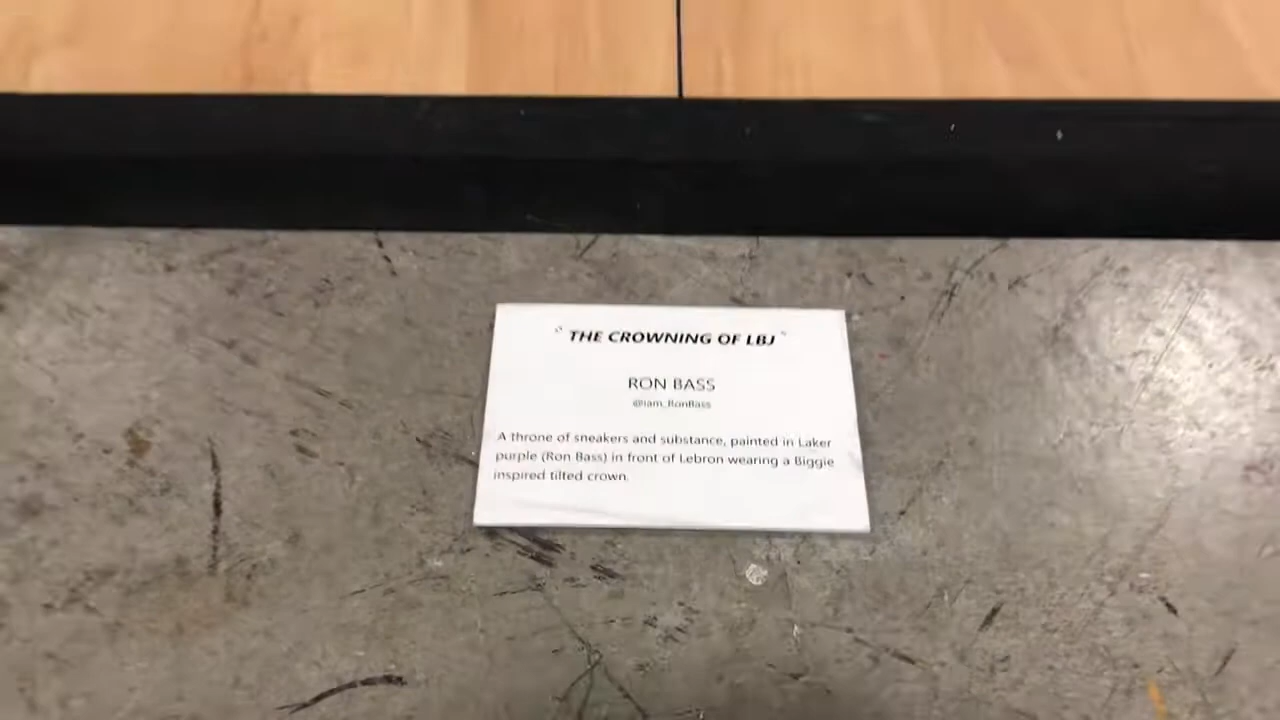 " THE CROWNING OF LBJ "
RON BASS
@iam_RonBass
A throne of sneakers and substance, painted in Laker
purple (Ron Bass) in front of Lebron wearing a Biggie
inspired tilted crown.